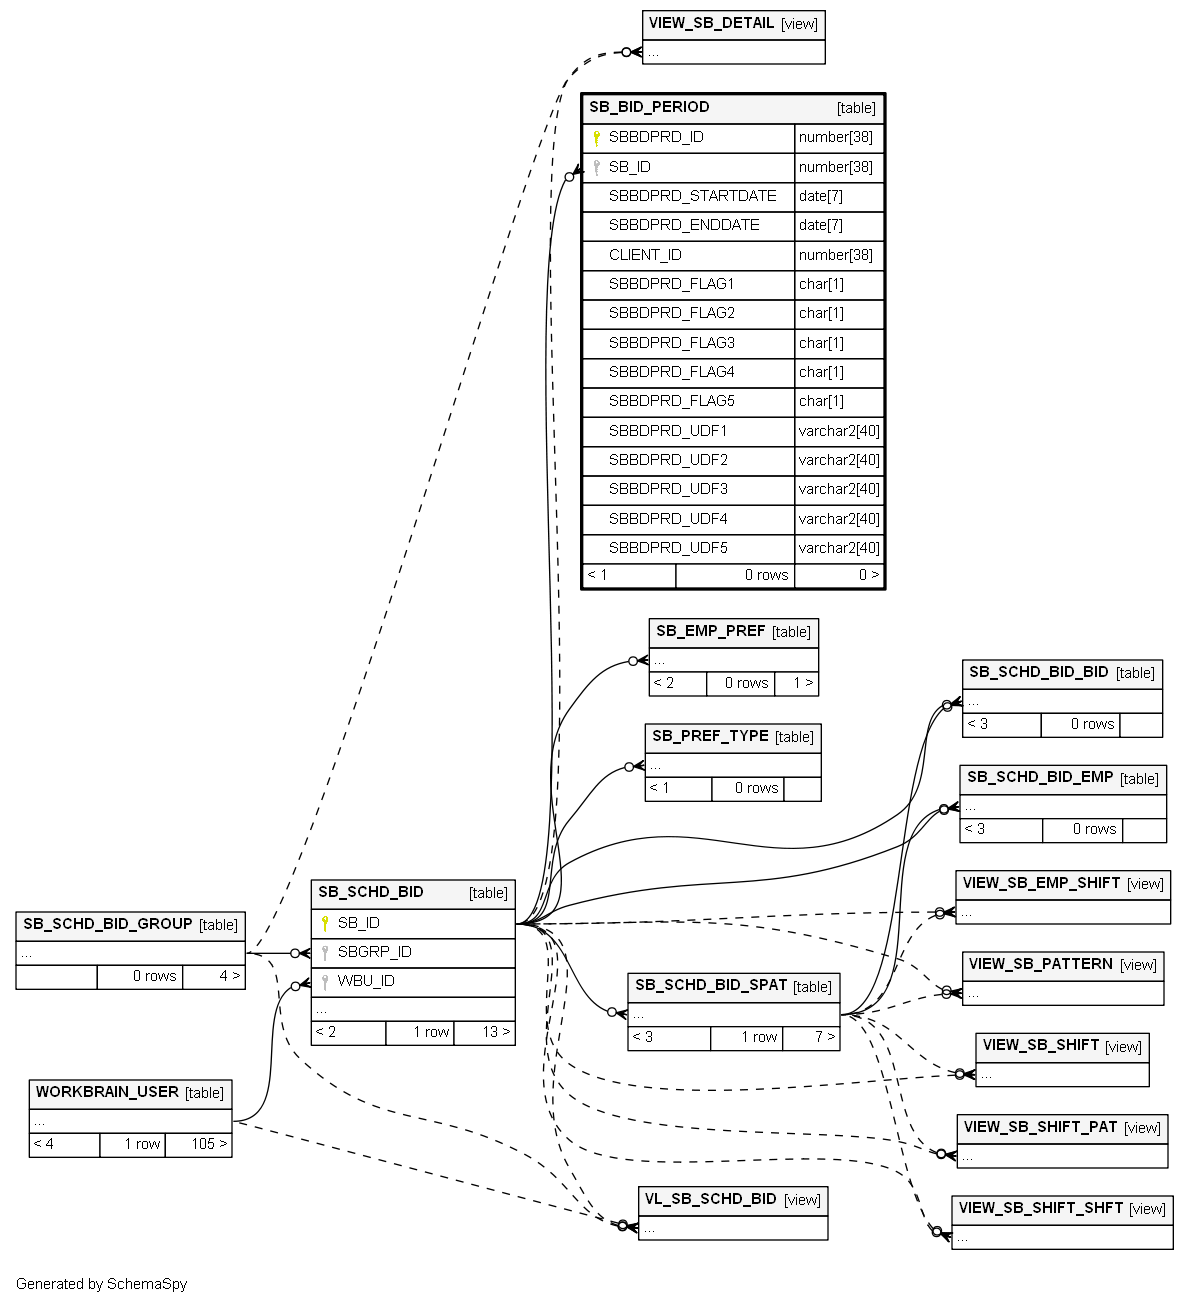 VIEW_SB_DETAIL [view]
...
SB_BID_PERIOD [table]
SBBDPRD_ID number[38]
SB_ID number[38]
SBBDPRD_STARTDATE date[7]
SBBDPRD_ENDDATE date[7]
CLIENT_ID number[38]
SBBDPRD_FLAG1 char[1]
SBBDPRD_FLAG2 char[1]
SBBDPRD_FLAG3 char[1]
SBBDPRD_FLAG4 char[1]
SBBDPRD_FLAG5 char[1]
SBBDPRD_UDF1 varchar2[40]
SBBDPRD_UDF2 varchar2[40]
SBBDPRD_UDF3 varchar2[40]
SBBDPRD_UDF4 varchar2[40]
SBBDPRD_UDF5 varchar2[40]
< 1 0 rows 0 >
SB_EMP_PREF [table]
...
< 2 0 rows 1 >
SB_SCHD_BID_BID [table]
...
< 3 0 rows
SB_PREF_TYPE [table]
...
< 1 0 rows
SB_SCHD_BID_EMP [table]
...
< 3 0 rows
SB_SCHD_BID [table]
SB_ID
SBGRP_ID
WBU_ID
...
< 2 1 row 13 >
VIEW_SB_EMP_SHIFT [view]
...
SB_SCHD_BID_GROUP [table]
...
0 rows 4 >
VIEW_SB_PATTERN [view]
...
SB_SCHD_BID_SPAT [table]
...
< 3 1 row 7 >
VIEW_SB_SHIFT [view]
...
WORKBRAIN_USER [table]
...
< 4 1 row 105 >
VIEW_SB_SHIFT_PAT [view]
...
VL_SB_SCHD_BID [view]
...
VIEW_SB_SHIFT_SHFT [view]
...
Generated by SchemaSpy